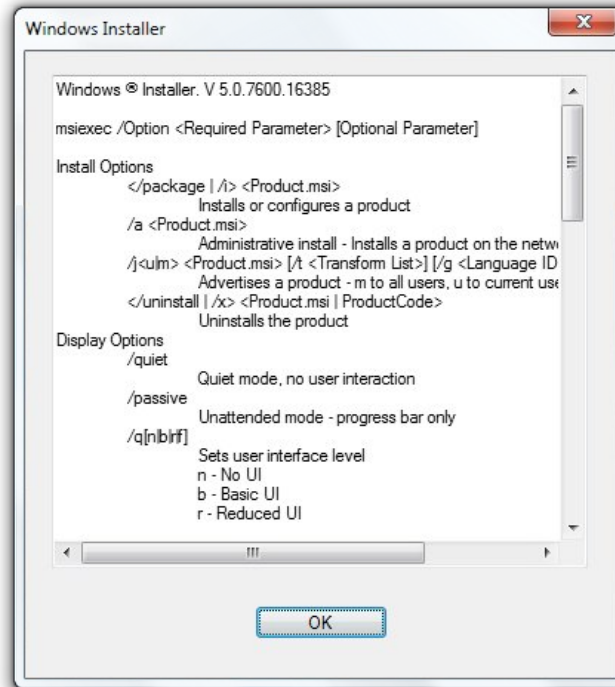 Windows Installer
Windows ® Installer. V 5.0.7600.16385
msiexec /Option <Required Parameter> [Optional Parameter]
Install Options
</package | /i> <Product.msi>
Installs or configures a product
/a <Product.msi>
Administrative install - Installs a product on the netw
/j<u|m> <Product.msi> [/t <Transform List>] [/g <Language ID
Advertises a product - m to all users, u to current use
</uninstall | /x> <Product.msi | ProductCode>
Uninstalls the product
Display Options
/quiet
Quiet mode, no user interaction
/passive
Unattended mode - progress bar only
/q[n|b|r|f]
Sets user interface level
n - No UI
b - Basic UI
r - Reduced UI
OK